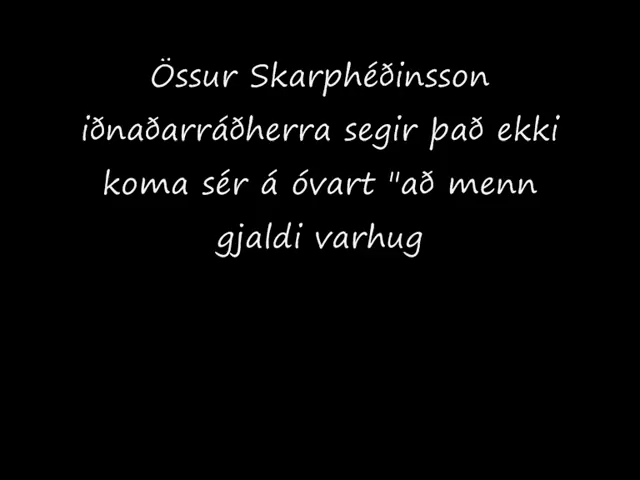 Össur Skarphéðinsson
iðnaðarráðherra segir það ekki
koma sér á óvart "að menn
gjaldi varhug